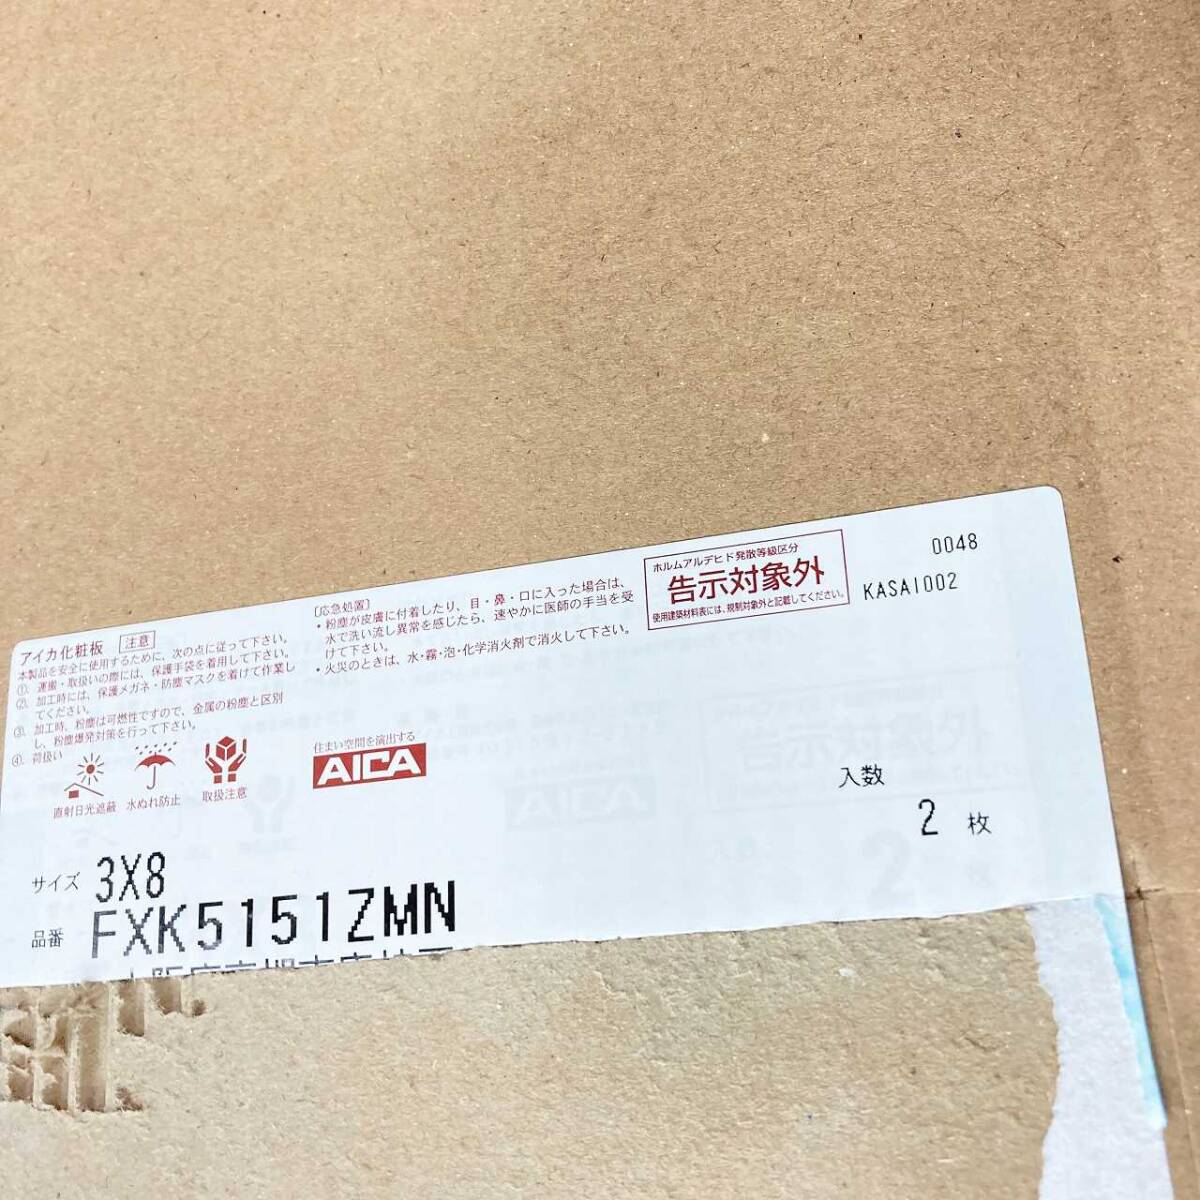 アイカ化粧板 注意
本製品を安全に使用するために、次の点に従って下さい。
①. 運搬・取扱いの際には、保護手袋を着用して下さい。
②. 加工時には、保護メガネ・防塵マスクを着けて作業し
てください。
③. 加工時、粉塵は可燃性ですので、金属の粉塵と区別
し、粉塵爆発対策を行って下さい。
④. 荷扱い
直射日光遮蔽 水ぬれ防止 取扱注意
〔応急処置〕
・粉塵が皮膚に付着したり、目・鼻・口に入った場合は、
水で洗い流し異常を感じたら、速やかに医師の手当を受
けて下さい。
・火災のときは、水・霧・泡・化学消火剤で消火して下さい。
住まい空間を演出する
AICA
ホルムアルデヒド発散等級区分
告示対象外
使用建築材料表には、規制対象外と記載してください。
0048
KASAI002
入数
2 枚
サイズ 3X8
品番 FXK5151ZMN